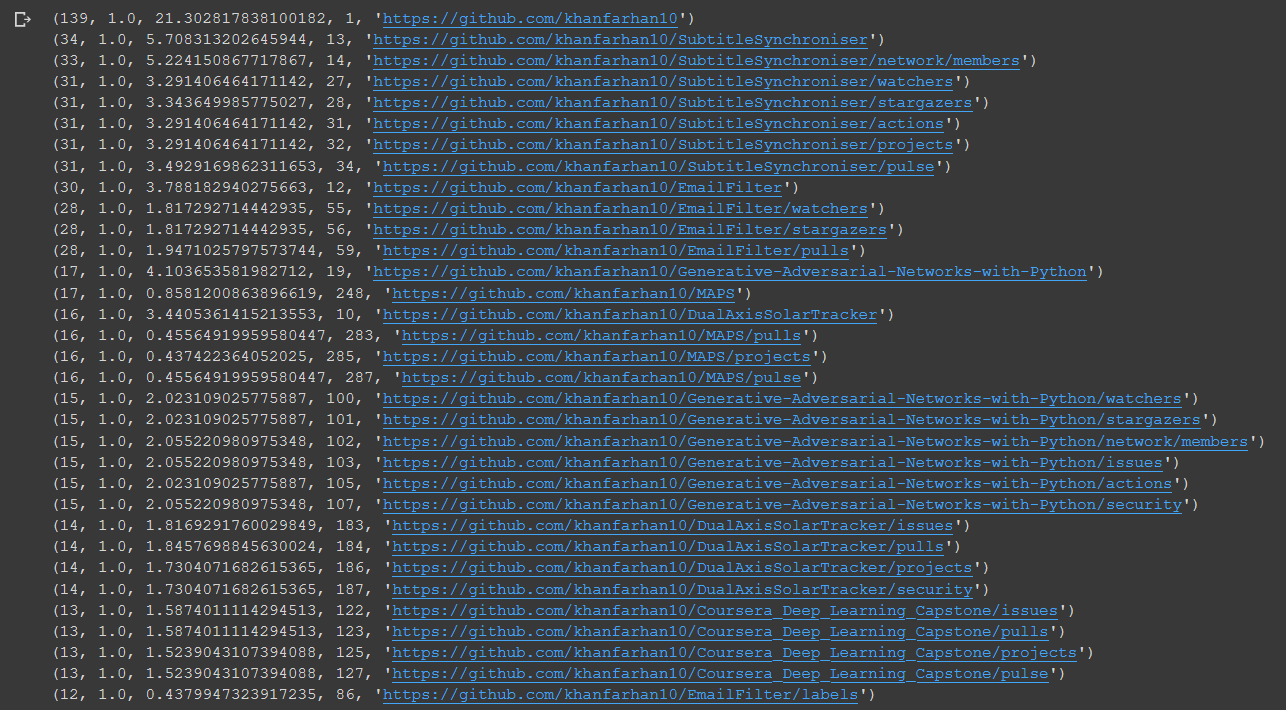 (139, 1.0, 21.302817838100182, 1, 'https://github.com/khanfarhan10')
(34, 1.0, 5.708313202645944, 13, 'https://github.com/khanfarhan10/SubtitleSynchroniser')
(33, 1.0, 5.224150867717867, 14, 'https://github.com/khanfarhan10/SubtitleSynchroniser/network/members')
(31, 1.0, 3.291406464171142, 27, 'https://github.com/khanfarhan10/SubtitleSynchroniser/watchers')
(31, 1.0, 3.343649985775027, 28, 'https://github.com/khanfarhan10/SubtitleSynchroniser/stargazers')
(31, 1.0, 3.291406464171142, 31, 'https://github.com/khanfarhan10/SubtitleSynchroniser/actions')
(31, 1.0, 3.291406464171142, 32, 'https://github.com/khanfarhan10/SubtitleSynchroniser/projects')
(31, 1.0, 3.4929169862311653, 34, 'https://github.com/khanfarhan10/SubtitleSynchroniser/pulse')
(30, 1.0, 3.788182940275663, 12, 'https://github.com/khanfarhan10/EmailFilter')
(28, 1.0, 1.817292714442935, 55, 'https://github.com/khanfarhan10/EmailFilter/watchers')
(28, 1.0, 1.817292714442935, 56, 'https://github.com/khanfarhan10/EmailFilter/stargazers')
(28, 1.0, 1.9471025797573744, 59, 'https://github.com/khanfarhan10/EmailFilter/pulls')
(17, 1.0, 4.103653581982712, 19, 'https://github.com/khanfarhan10/Generative-Adversarial-Networks-with-Python')
(17, 1.0, 0.8581200863896619, 248, 'https://github.com/khanfarhan10/MAPS')
(16, 1.0, 3.4405361415213553, 10, 'https://github.com/khanfarhan10/DualAxisSolarTracker')
(16, 1.0, 0.45564919959580447, 283, 'https://github.com/khanfarhan10/MAPS/pulls')
(16, 1.0, 0.437422364052025, 285, 'https://github.com/khanfarhan10/MAPS/projects')
(16, 1.0, 0.45564919959580447, 287, 'https://github.com/khanfarhan10/MAPS/pulse')
(15, 1.0, 2.023109025775887, 100, 'https://github.com/khanfarhan10/Generative-Adversarial-Networks-with-Python/watchers')
(15, 1.0, 2.023109025775887, 101, 'https://github.com/khanfarhan10/Generative-Adversarial-Networks-with-Python/stargazers')
(15, 1.0, 2.055220980975348, 102, 'https://github.com/khanfarhan10/Generative-Adversarial-Networks-with-Python/network/members')
(15, 1.0, 2.055220980975348, 103, 'https://github.com/khanfarhan10/Generative-Adversarial-Networks-with-Python/issues')
(15, 1.0, 2.023109025775887, 105, 'https://github.com/khanfarhan10/Generative-Adversarial-Networks-with-Python/actions')
(15, 1.0, 2.055220980975348, 107, 'https://github.com/khanfarhan10/Generative-Adversarial-Networks-with-Python/security')
(14, 1.0, 1.8169291760029849, 183, 'https://github.com/khanfarhan10/DualAxisSolarTracker/issues')
(14, 1.0, 1.8457698845630024, 184, 'https://github.com/khanfarhan10/DualAxisSolarTracker/pulls')
(14, 1.0, 1.7304071682615365, 186, 'https://github.com/khanfarhan10/DualAxisSolarTracker/projects')
(14, 1.0, 1.7304071682615365, 187, 'https://github.com/khanfarhan10/DualAxisSolarTracker/security')
(13, 1.0, 1.5874011114294513, 122, 'https://github.com/khanfarhan10/Coursera_Deep_Learning_Capstone/issues')
(13, 1.0, 1.5874011114294513, 123, 'https://github.com/khanfarhan10/Coursera_Deep_Learning_Capstone/pulls')
(13, 1.0, 1.5239043107394088, 125, 'https://github.com/khanfarhan10/Coursera_Deep_Learning_Capstone/projects')
(13, 1.0, 1.5239043107394088, 127, 'https://github.com/khanfarhan10/Coursera_Deep_Learning_Capstone/pulse')
(12, 1.0, 0.43799473239​17235, 86, 'https://github.com/khanfarhan10/EmailFilter/labels')